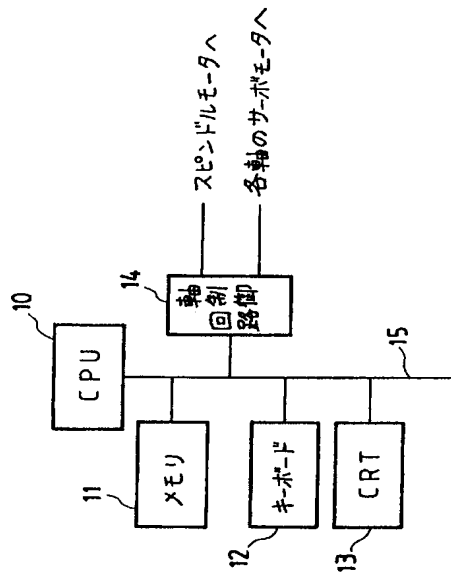 10
CPU
11
メモリ
14
軸制御
回路
スピンドルモータへ
各軸のサーボモータへ
12
キーボード
13
CRT
15